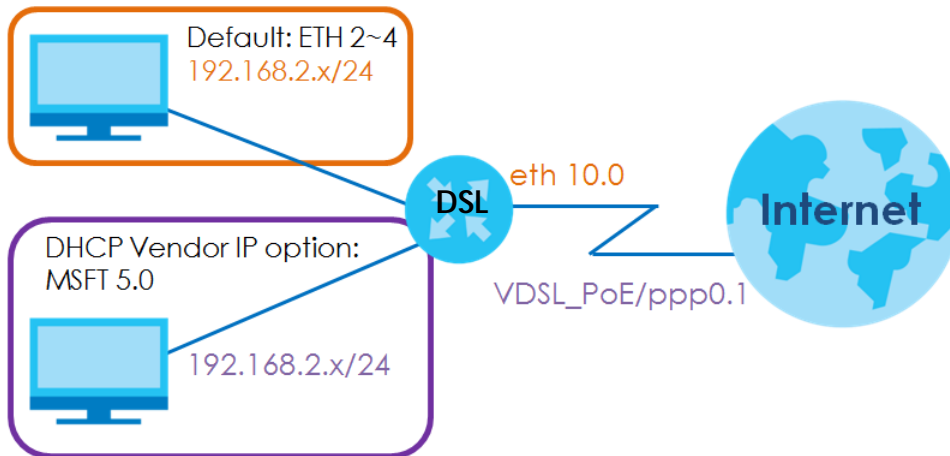 Default: ETH 2~4
192.168.2.x/24
DHCP Vendor IP option:
MSFT 5.0
192.168.2.x/24
DSL
eth 10.0
VDSL_PoE/ppp0.1
Internet